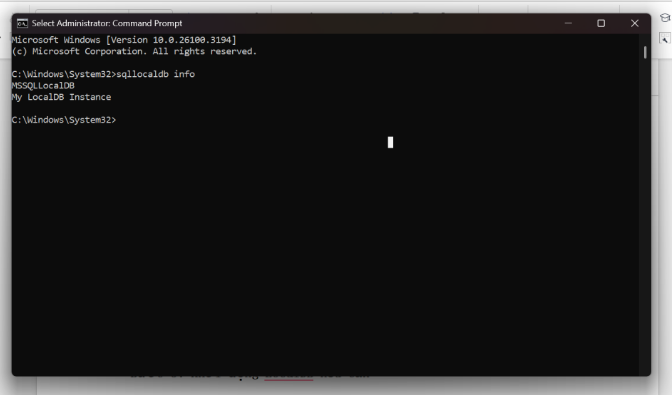 Select Administrator: Command Prompt
Microsoft Windows [Version 10.0.26100.3194]
(c) Microsoft Corporation. All rights reserved.
C:\Windows\System32>sqllocaldb info
MSSQLLocalDB
My LocalDB Instance
C:\Windows\System32>